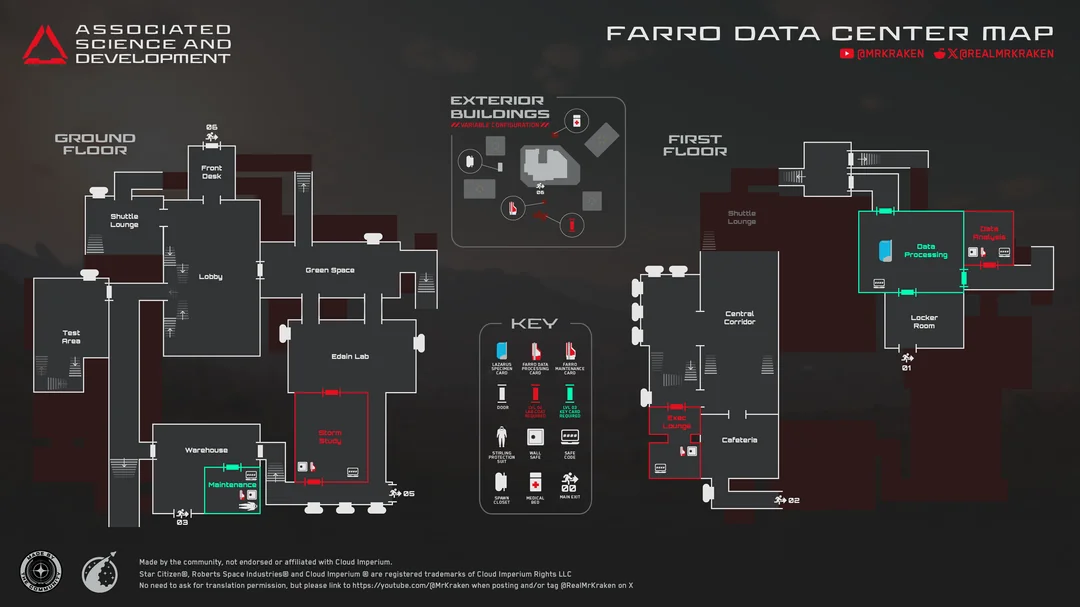 ASSOCIATED
SCIENCE AND
DEVELOPMENT
FARRO DATA CENTER MAP
@MRKRAKEN
@REALMRKRAKEN
EXTERIOR
BUILDINGS
//VARIABLE CONFIGURATION//
06
GROUND
FLOOR
06
Front
Desk
Shuttle
Lounge
Lobby
Green Space
Test
Area
Edain Lab
Storm
Study
Warehouse
Maintenance
03
05
KEY
LAZARUS
SPECIMEN
CARD
FARRO DATA
PROCESSING
CARD
FARRO
MAINTENANCE
CARD
DOOR
REQUIRED
LVL 03
KEY CARD
REQUIRED
STIRLING
PROTECTION
SUIT
WALL
SAFE
SAFE
CODE
SPAWN
CLOSET
MEDICAL
BED
00
MAIN EXIT
FIRST
FLOOR
Shuttle
Lounge
Data
Analysis
Data
Processing
Locker
Room
01
Central
Corridor
Exec
Lounge
Cafeteria
02
MADE BY
THE COMMUNITY
Made by the community, not endorsed or affiliated with Cloud Imperium.
Star Citizen®, Roberts Space Industries® and Cloud Imperium ® are registered trademarks of Cloud Imperium Rights LLC
No need to ask for translation permission, but please link to https://youtube.com/@MrKraken when posting and/or tag @RealMrKraken on X